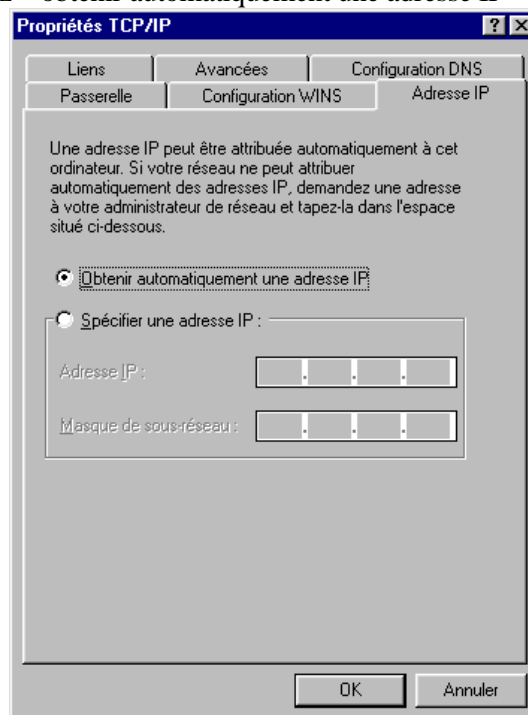 obtenir automatiquement une adresse IP
Propriétés TCP/IP
Liens Avancées Configuration DNS
Passerelle Configuration WINS Adresse IP
Une adresse IP peut être attribuée automatiquement à cet
ordinateur. Si votre réseau ne peut attribuer
automatiquement des adresses IP, demandez une adresse
à votre administrateur de réseau et tapez-la dans l'espace
situé ci-dessous.
Obtenir automatiquement une adresse IP
Spécifier une adresse IP :
Adresse IP :
Masque de sous-réseau :
OK Annuler